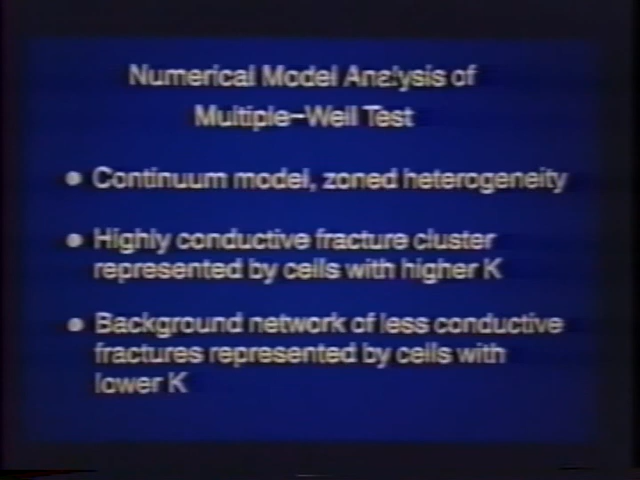 Numerical Model Analysis of
Multiple-Well Test
• Continuum model, zoned heterogeneity
• Highly conductive fracture cluster
represented by cells with higher K
• Background network of less conductive
fractures represented by cells with
lower K